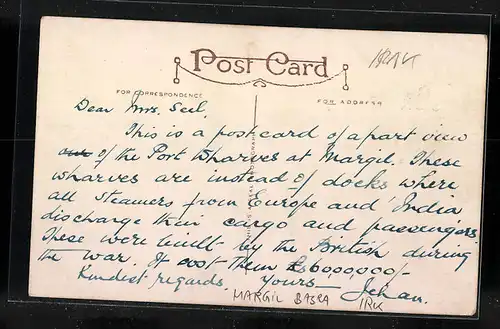 IRAK
Post Card
FOR CORRESPONDENCE
FOR ADDRESS
Dear Mrs. Seel,
This is a postcard of a part view
of the Port Wharves at Margil. These
wharves are instead of docks where
all steamers from Europe and India
discharge their cargo and passengers.
These were built by the British during
the war. It cost them £6000,000/-
Kindest regards. Yours
Jehan.
MARGIL BASRA
IRK